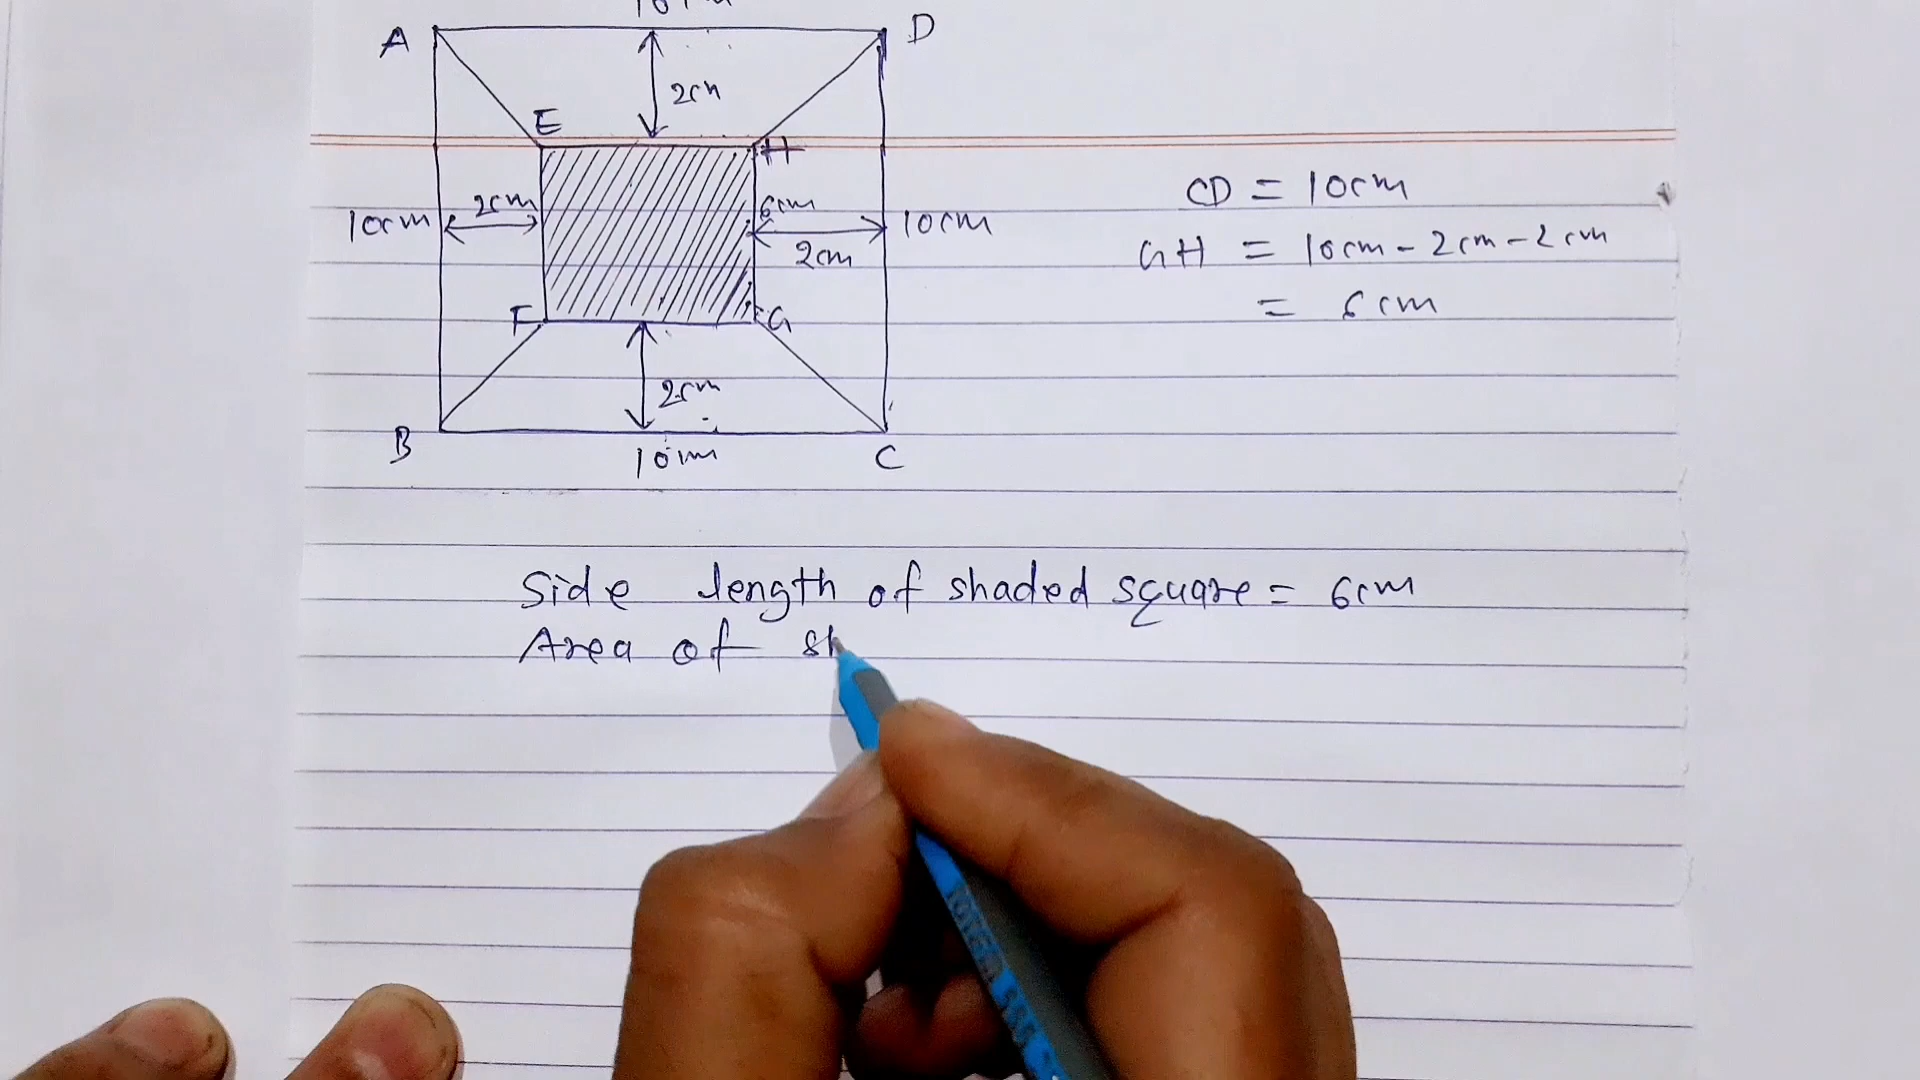 A
D
2cm
E
H
10cm
2cm
6cm
10cm
2cm
F
G
2cm
B
10cm
C
CD = 10cm
GH = 10cm - 2cm - 2cm
= 6cm
Side length of shaded square = 6cm
Area of sh